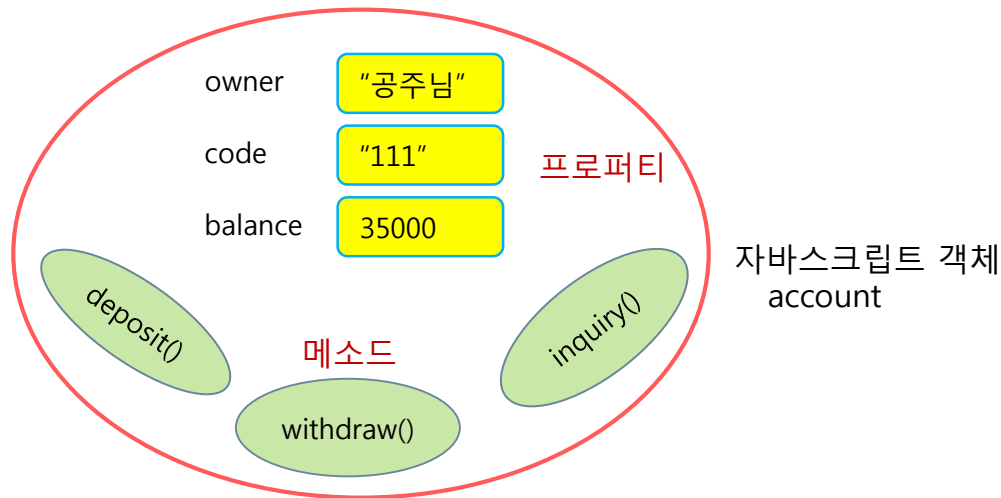 owner "공주님"
code "111"
프로퍼티
balance 35000
자바스크립트 객체
account
deposit()
inquiry()
메소드
withdraw()